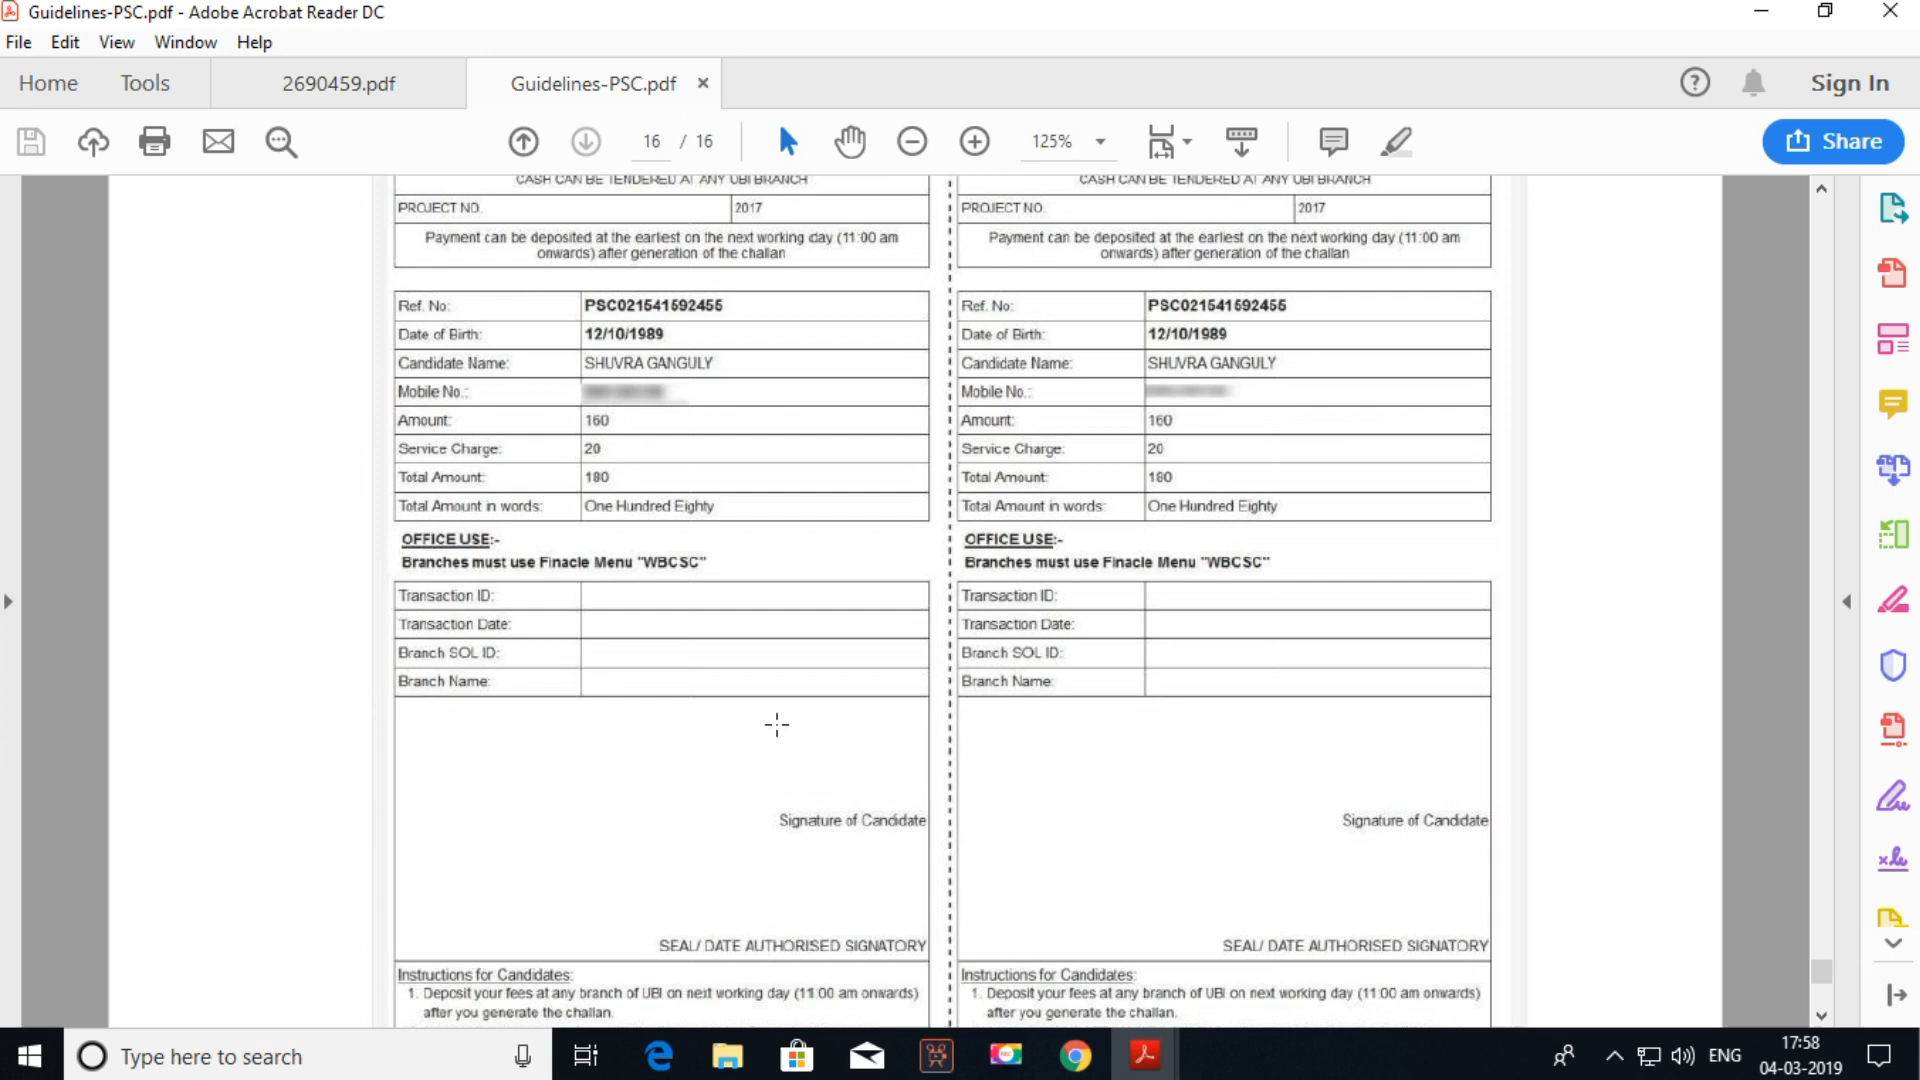 Guidelines-PSC.pdf - Adobe Acrobat Reader DC
File Edit View Window Help
Home Tools 2690459.pdf Guidelines-PSC.pdf × Sign In
16 / 16 125% Share
CASH CAN BE TENDERED AT ANY UBI BRANCH
PROJECT NO. 2017
Payment can be deposited at the earliest on the next working day (11:00 am
onwards) after generation of the challan
Ref. No: PSC021541592455
Date of Birth: 12/10/1989
Candidate Name: SHUVRA GANGULY
Mobile No.:
Amount: 160
Service Charge: 20
Total Amount: 180
Total Amount in words: One Hundred Eighty
OFFICE USE:-
Branches must use Finacle Menu "WBCSC"
Transaction ID:
Transaction Date:
Branch SOL ID:
Branch Name:
Signature of Candidate
SEAL/ DATE AUTHORISED SIGNATORY
Instructions for Candidates:
1. Deposit your fees at any branch of UBI on next working day (11:00 am onwards)
after you generate the challan.
CASH CAN BE TENDERED AT ANY UBI BRANCH
PROJECT NO. 2017
Payment can be deposited at the earliest on the next working day (11:00 am
onwards) after generation of the challan
Ref. No: PSC021541592455
Date of Birth: 12/10/1989
Candidate Name: SHUVRA GANGULY
Mobile No.:
Amount: 160
Service Charge: 20
Total Amount: 180
Total Amount in words: One Hundred Eighty
OFFICE USE:-
Branches must use Finacle Menu "WBCSC"
Transaction ID:
Transaction Date:
Branch SOL ID:
Branch Name:
Signature of Candidate
SEAL/ DATE AUTHORISED SIGNATORY
Instructions for Candidates:
1. Deposit your fees at any branch of UBI on next working day (11:00 am onwards)
after you generate the challan.
Type here to search
ENG
17:58
04-03-2019